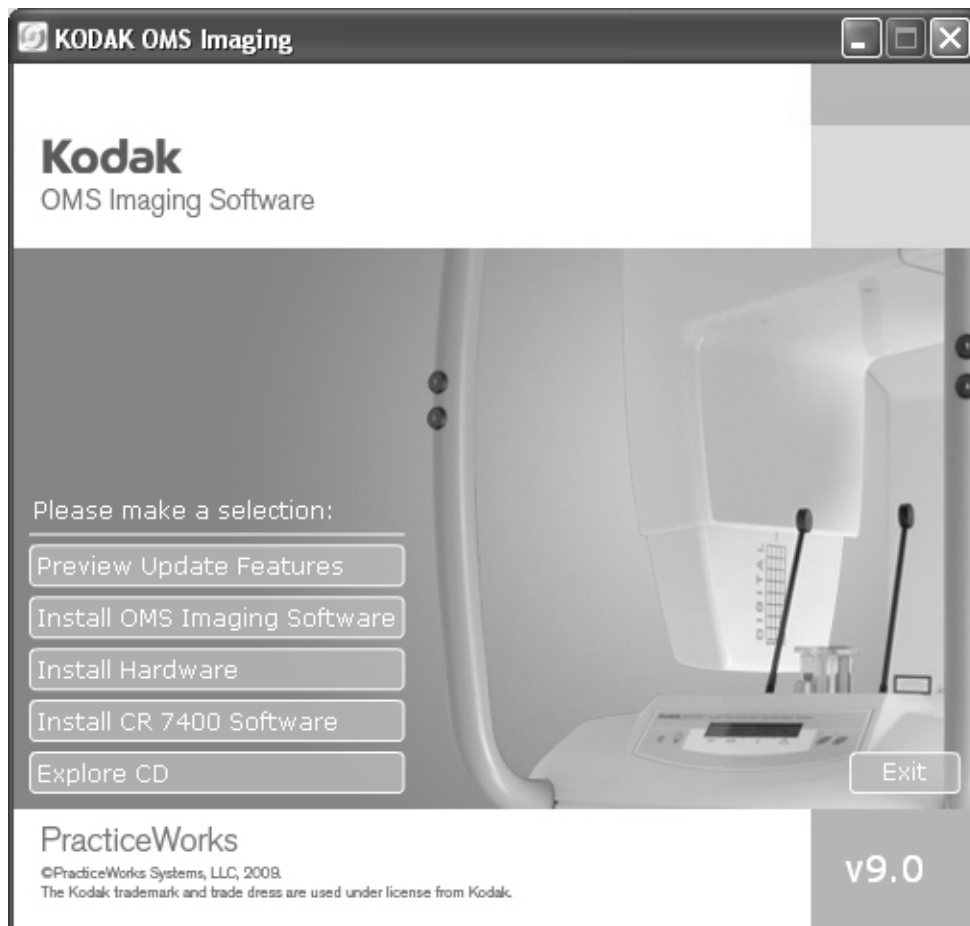 KODAK OMS Imaging
Kodak
OMS Imaging Software
Please make a selection:
Preview Update Features
Install OMS Imaging Software
Install Hardware
Install CR 7400 Software
Explore CD
DIGITAL
Exit
PracticeWorks
©PracticeWorks Systems, LLC, 2009.
The Kodak trademark and trade dress are used under license from Kodak.
v9.0